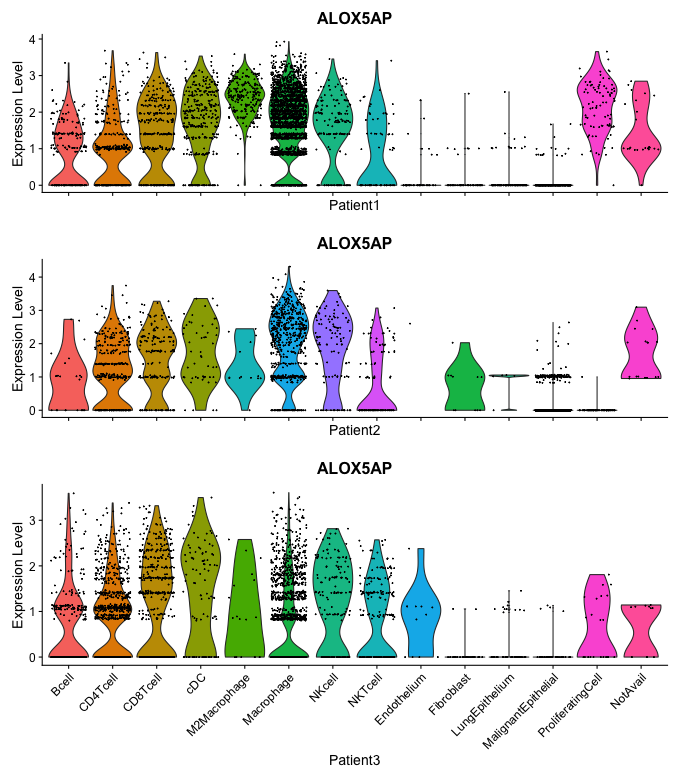 ALOX5AP
Expression Level
4
3
2
1
0
Patient1
ALOX5AP
Expression Level
4
3
2
1
0
Patient2
ALOX5AP
Expression Level
3
2
1
0
Bcell
CD4Tcell
CD8Tcell
cDC
M2Macrophage
Macrophage
NKcell
NKTcell
Endothelium
Fibroblast
LungEpithelium
MalignantEpithelial
ProliferatingCell
NotAvail
Patient3